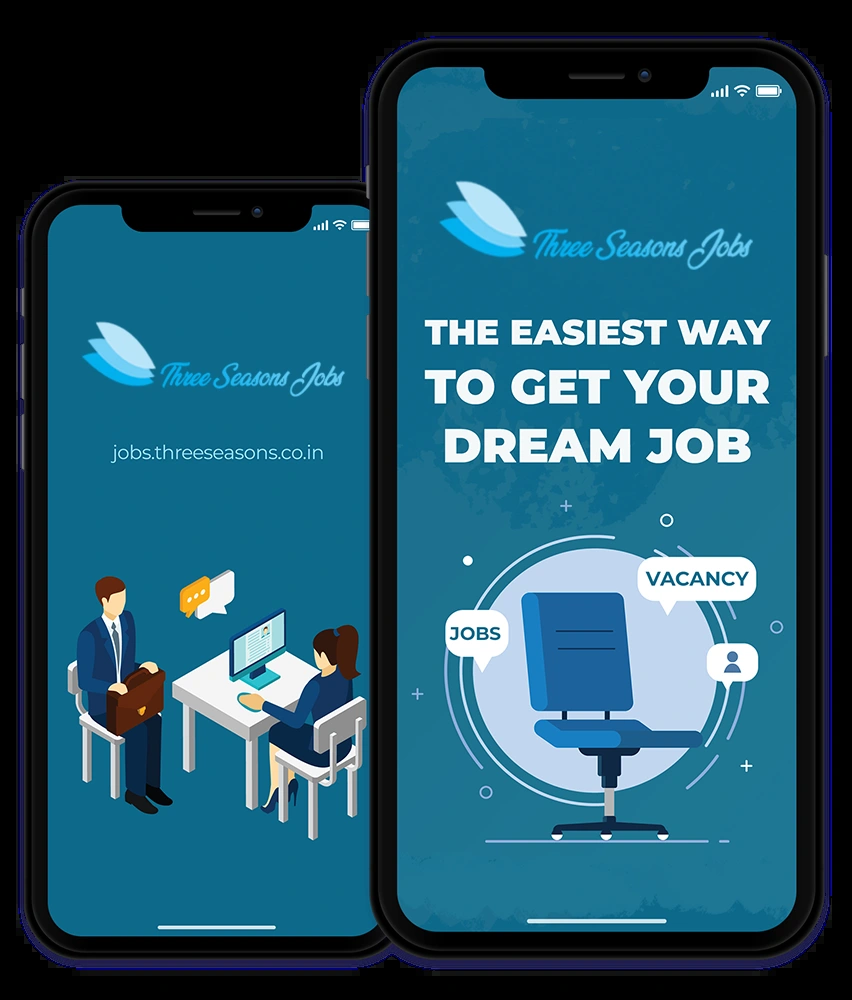 Three Seasons Jobs
jobs.threeseasons.co.in
Three Seasons Jobs
THE EASIEST WAY
TO GET YOUR
DREAM JOB
VACANCY
JOBS